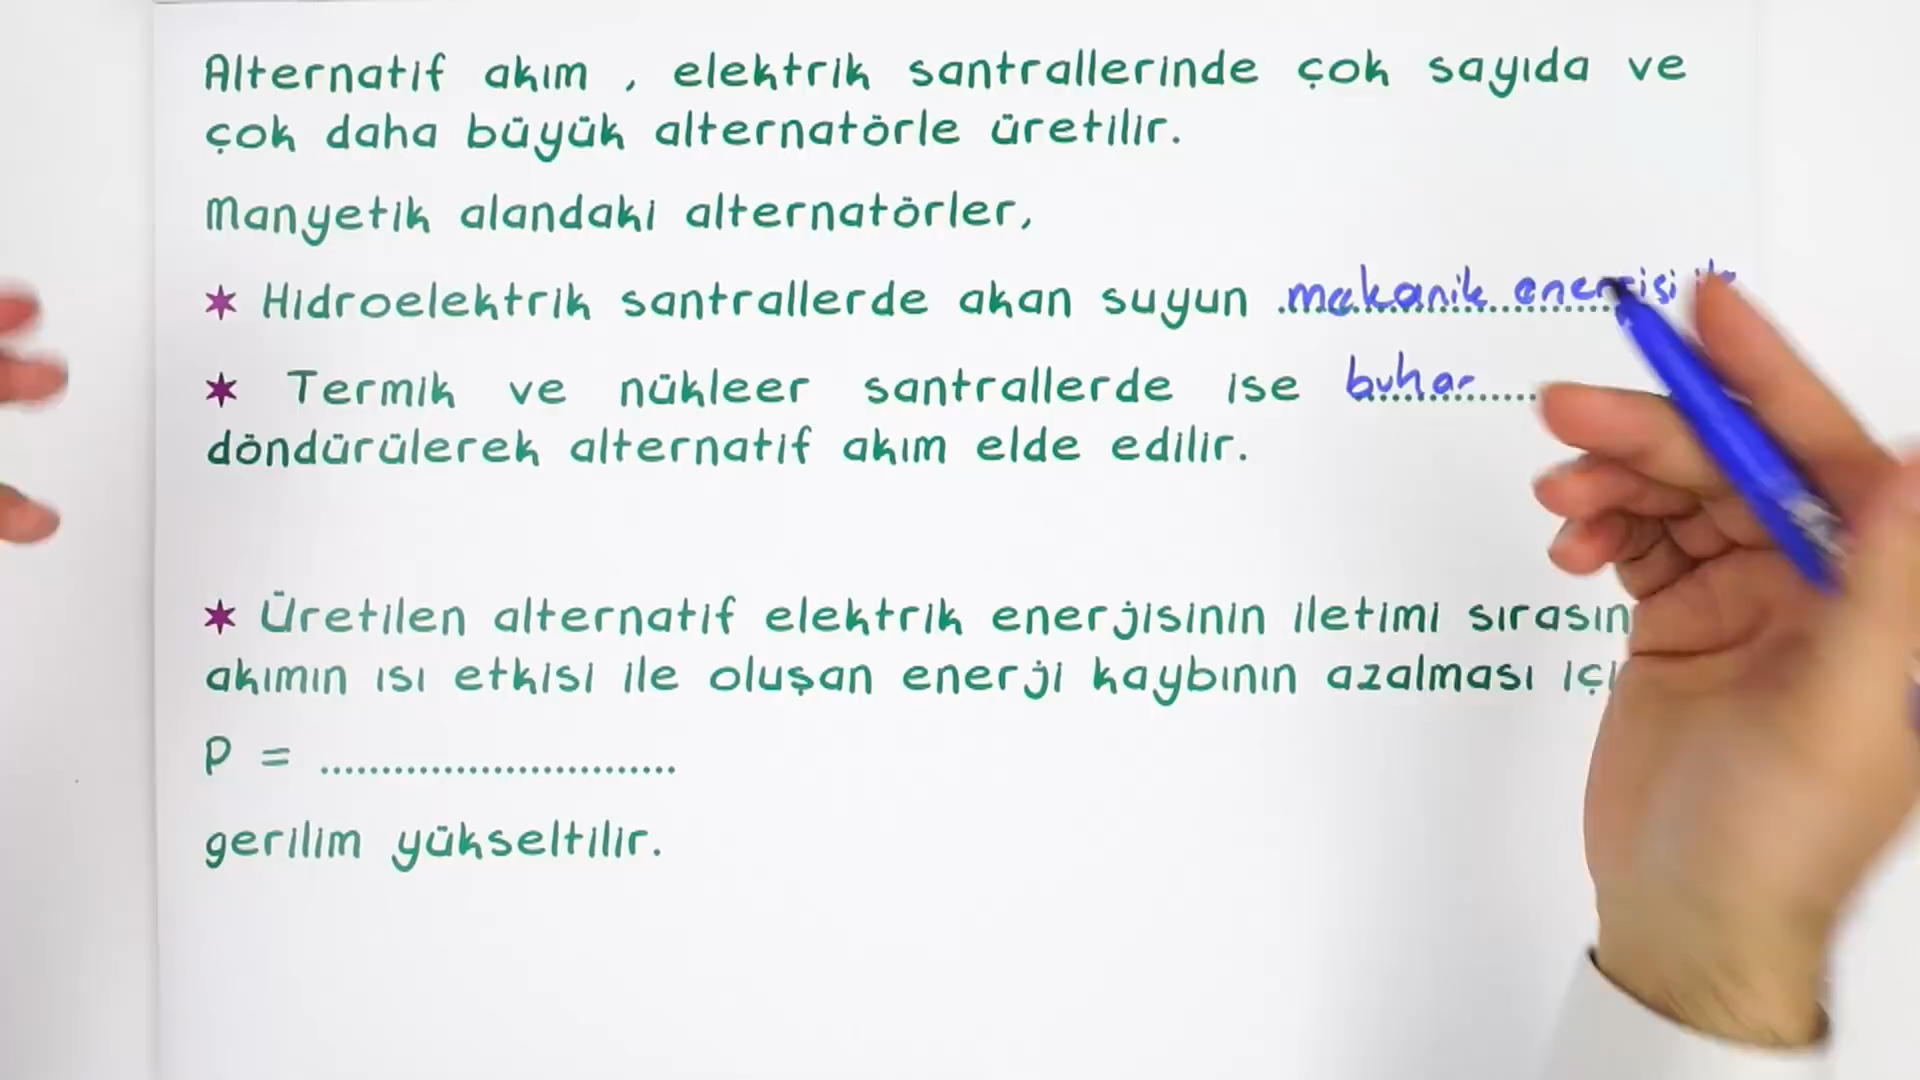 Alternatif akım , elektrik santrallerinde çok sayıda ve
çok daha büyük alternatörle üretilir.
Manyetik alandaki alternatörler,
✶ Hidroelektrik santrallerde akan suyun mekanik enerjisi
✶ Termik ve nükleer santrallerde ise buhar
döndürülerek alternatif akım elde edilir.
✶ Üretilen alternatif elektrik enerjisinin iletimi
akımın ısı etkisi ile oluşan enerji kaybının azalması
P = .............................
gerilim yükseltilir.